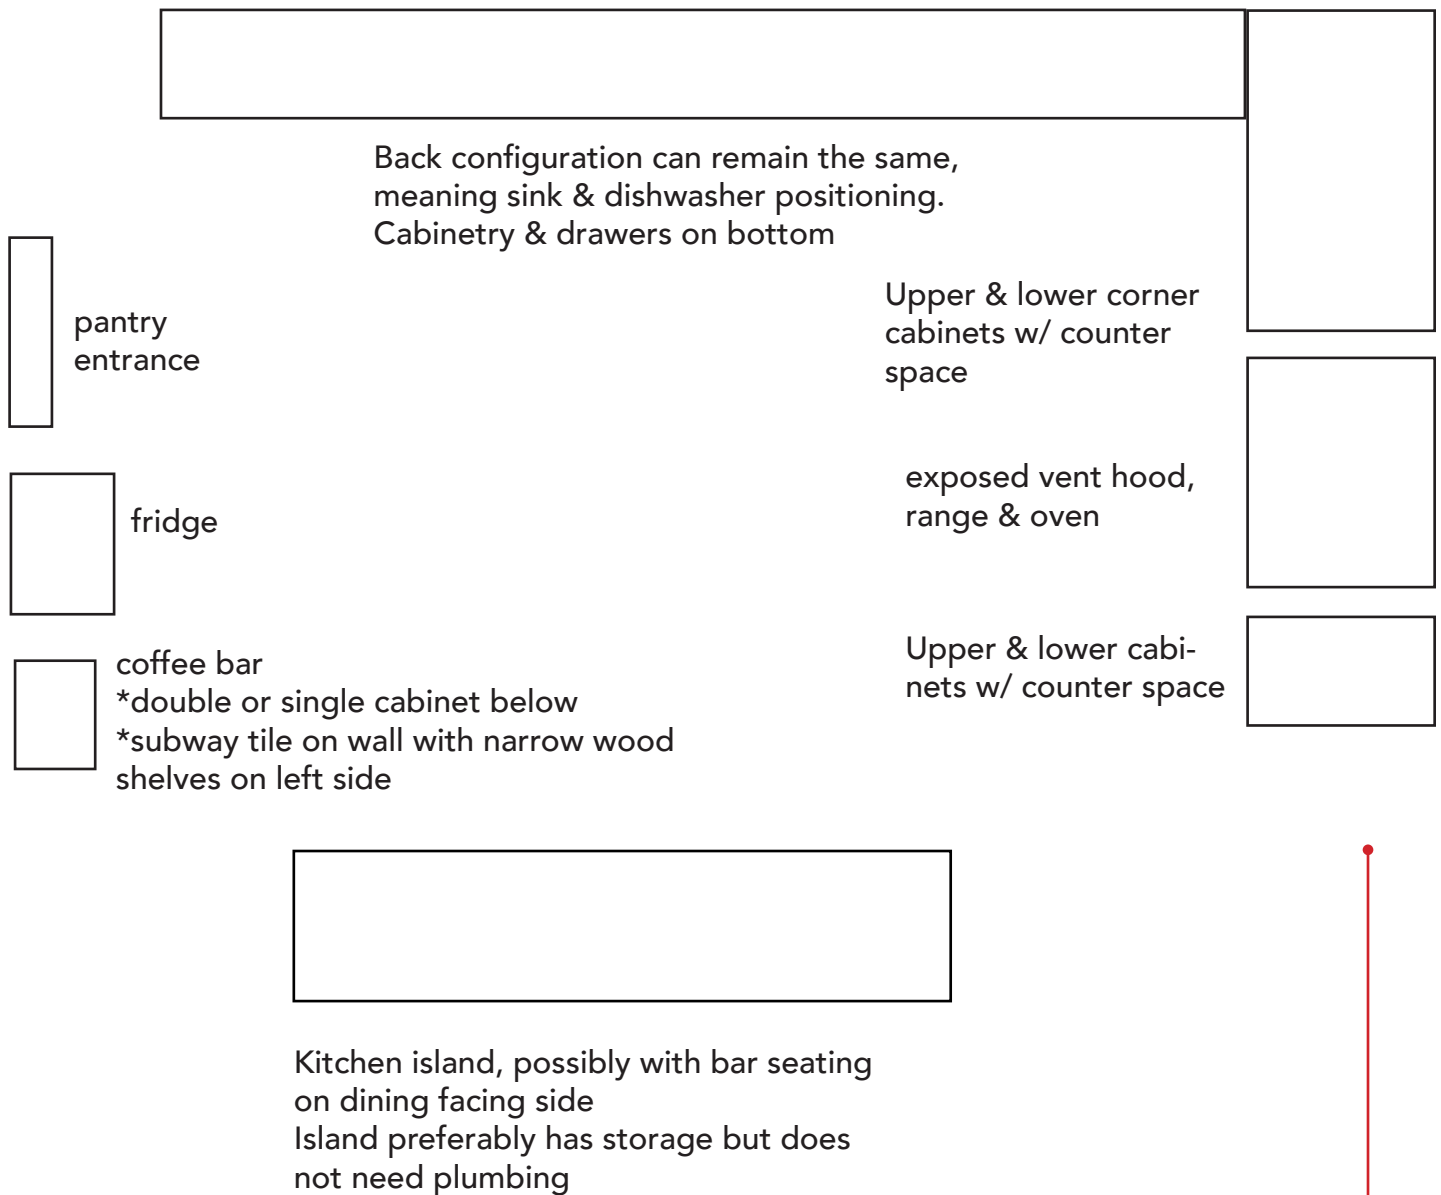 Back configuration can remain the same,
meaning sink & dishwasher positioning.
Cabinetry & drawers on bottom
pantry
entrance
Upper & lower corner
cabinets w/ counter
space
fridge
exposed vent hood,
range & oven
coffee bar
*double or single cabinet below
*subway tile on wall with narrow wood
shelves on left side
Upper & lower cabi-
nets w/ counter space
Kitchen island, possibly with bar seating
on dining facing side
Island preferably has storage but does
not need plumbing